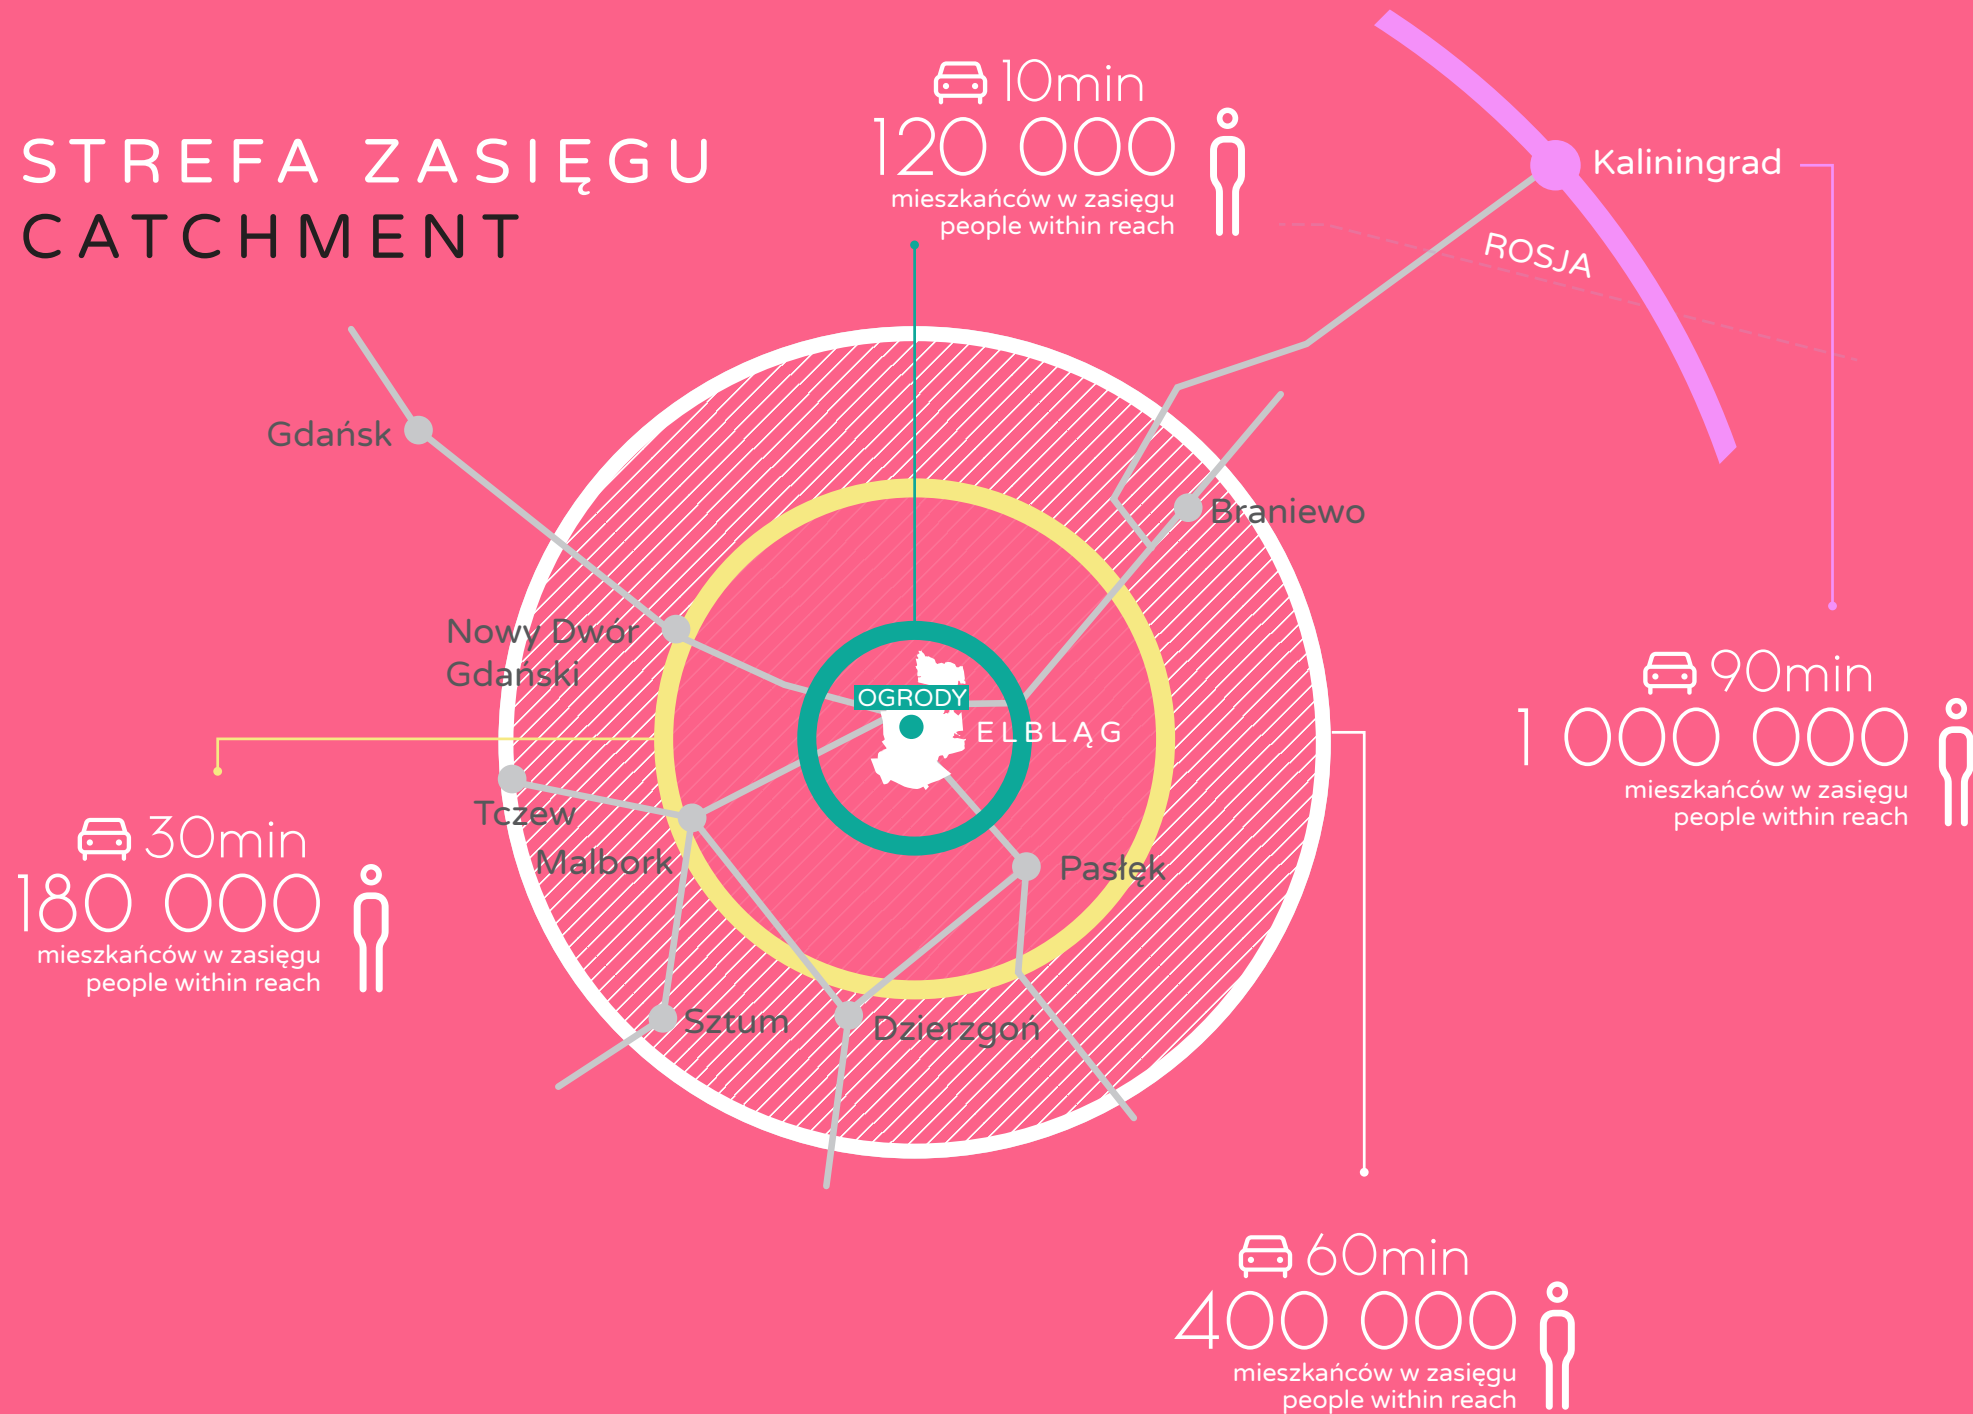 STREFA ZASIĘGU
CATCHMENT
10min
120 000
mieszkańców w zasięgu
people within reach
Kaliningrad
ROSJA
Gdańsk
Braniewo
Nowy Dwór
Gdański
OGRODY
ELBLĄG
90min
1 000 000
mieszkańców w zasięgu
people within reach
Tczew
Malbork
Pasłęk
30min
180 000
mieszkańców w zasięgu
people within reach
Sztum
Dzierzgoń
60min
400 000
mieszkańców w zasięgu
people within reach